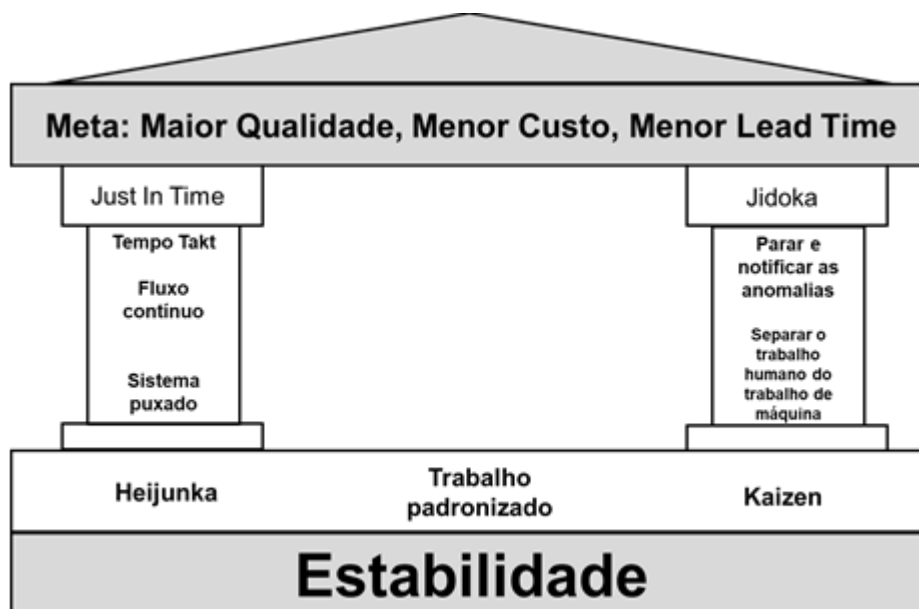 Meta: Maior Qualidade, Menor Custo, Menor Lead Time
Just In Time
Tempo Takt
Fluxo
contínuo
Sistema
puxado
Jidoka
Parar e
notificar as
anomalias
Separar o
trabalho
humano do
trabalho de
máquina
Heijunka
Trabalho
padronizado
Kaizen
Estabilidade